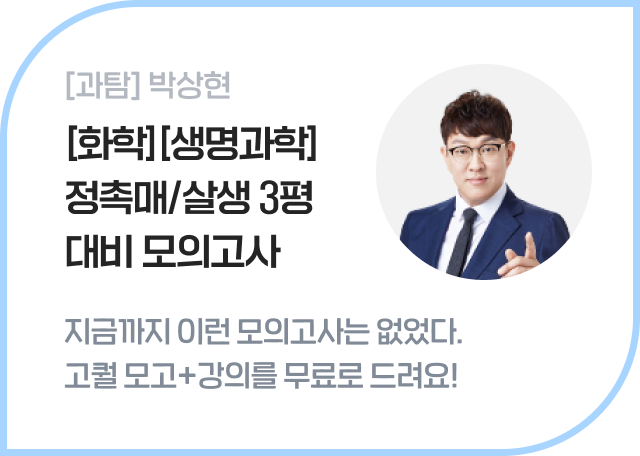 [과탐] 박상현
[화학][생명과학]
정촉매/살생 3평
대비 모의고사
지금까지 이런 모의고사는 없었다.
고퀄 모고+강의를 무료로 드려요!